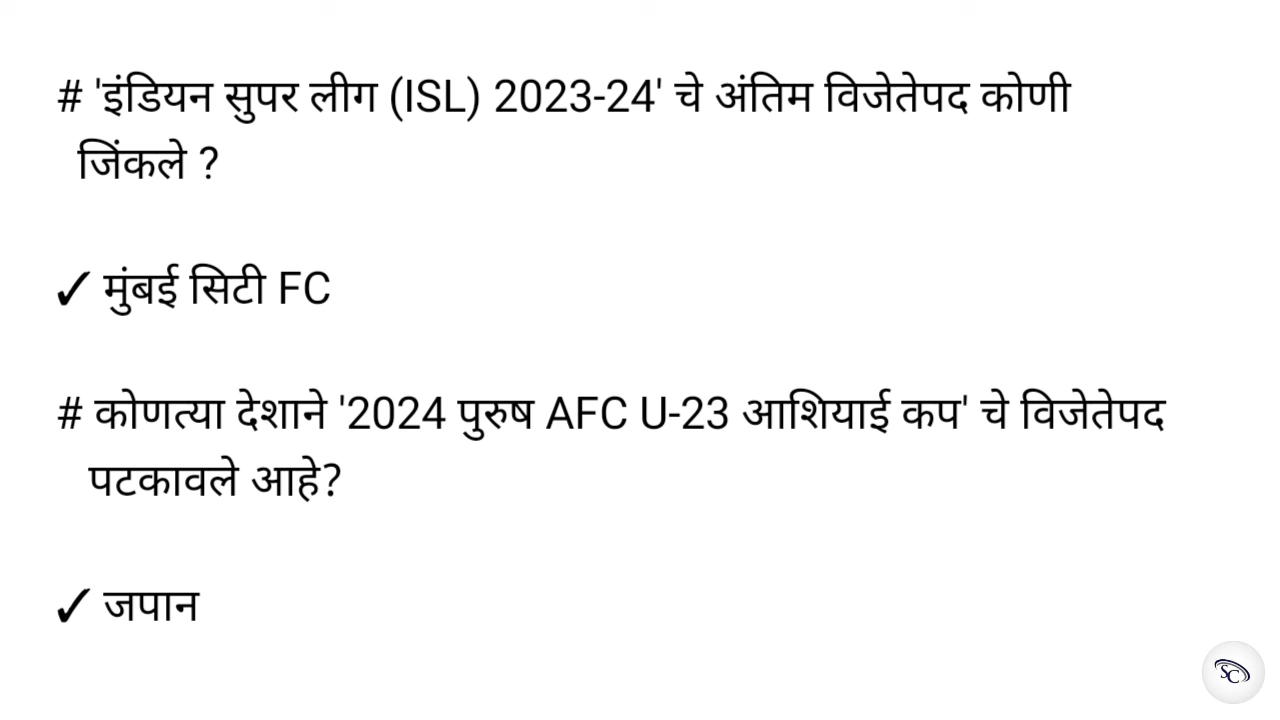 # 'इंडियन सुपर लीग (ISL) 2023-24' चे अंतिम विजेतेपद कोणी
जिंकले ?
✓ मुंबई सिटी FC
# कोणत्या देशाने '2024 पुरुष AFC U-23 आशियाई कप' चे विजेतेपद
पटकावले आहे?
✓ जपान
SC